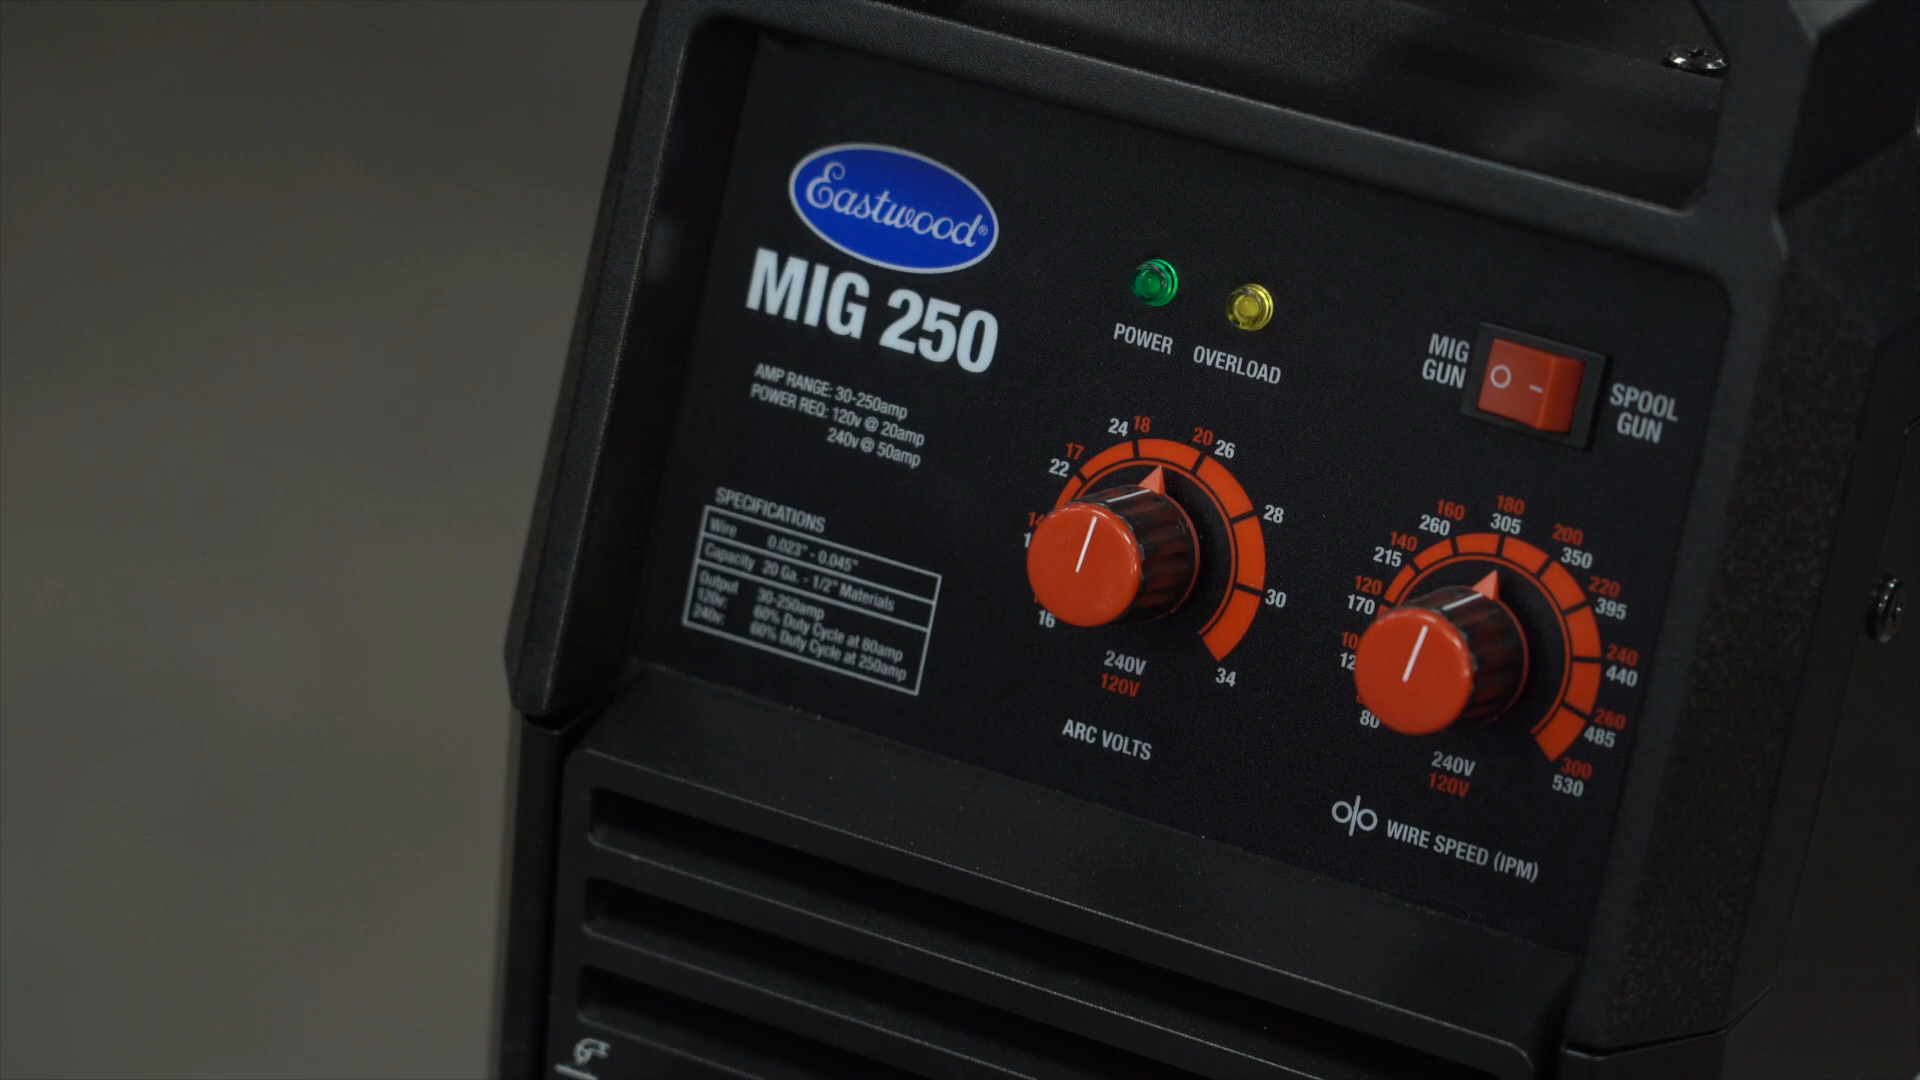 Eastwood®
MIG 250
AMP RANGE: 30-250amp
POWER REQ: 120v @ 20amp
240v @ 50amp
SPECIFICATIONS
Wire 0.023" - 0.045"
Capacity 20 Ga. - 1/2" Materials
Output 30-250amp
120v: 60% Duty Cycle at 80amp
240v: 60% Duty Cycle at 250amp
POWER
OVERLOAD
MIG
GUN
SPOOL
GUN
24 18 20 26
17
22
28
30
16
34
240V
120V
ARC VOLTS
180
160 305 200
260 350
140 220
215 395
120
170
240
440
260
80 485
300
530
240V
120V
WIRE SPEED (IPM)